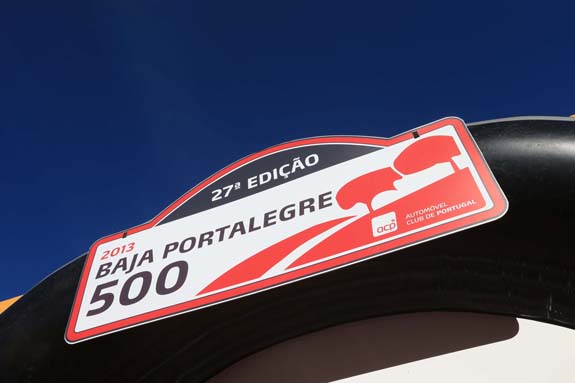 27ª EDIÇÃO
2013
BAJA PORTALEGRE
500
acp
AUTOMÓVEL
CLUB DE PORTUGAL